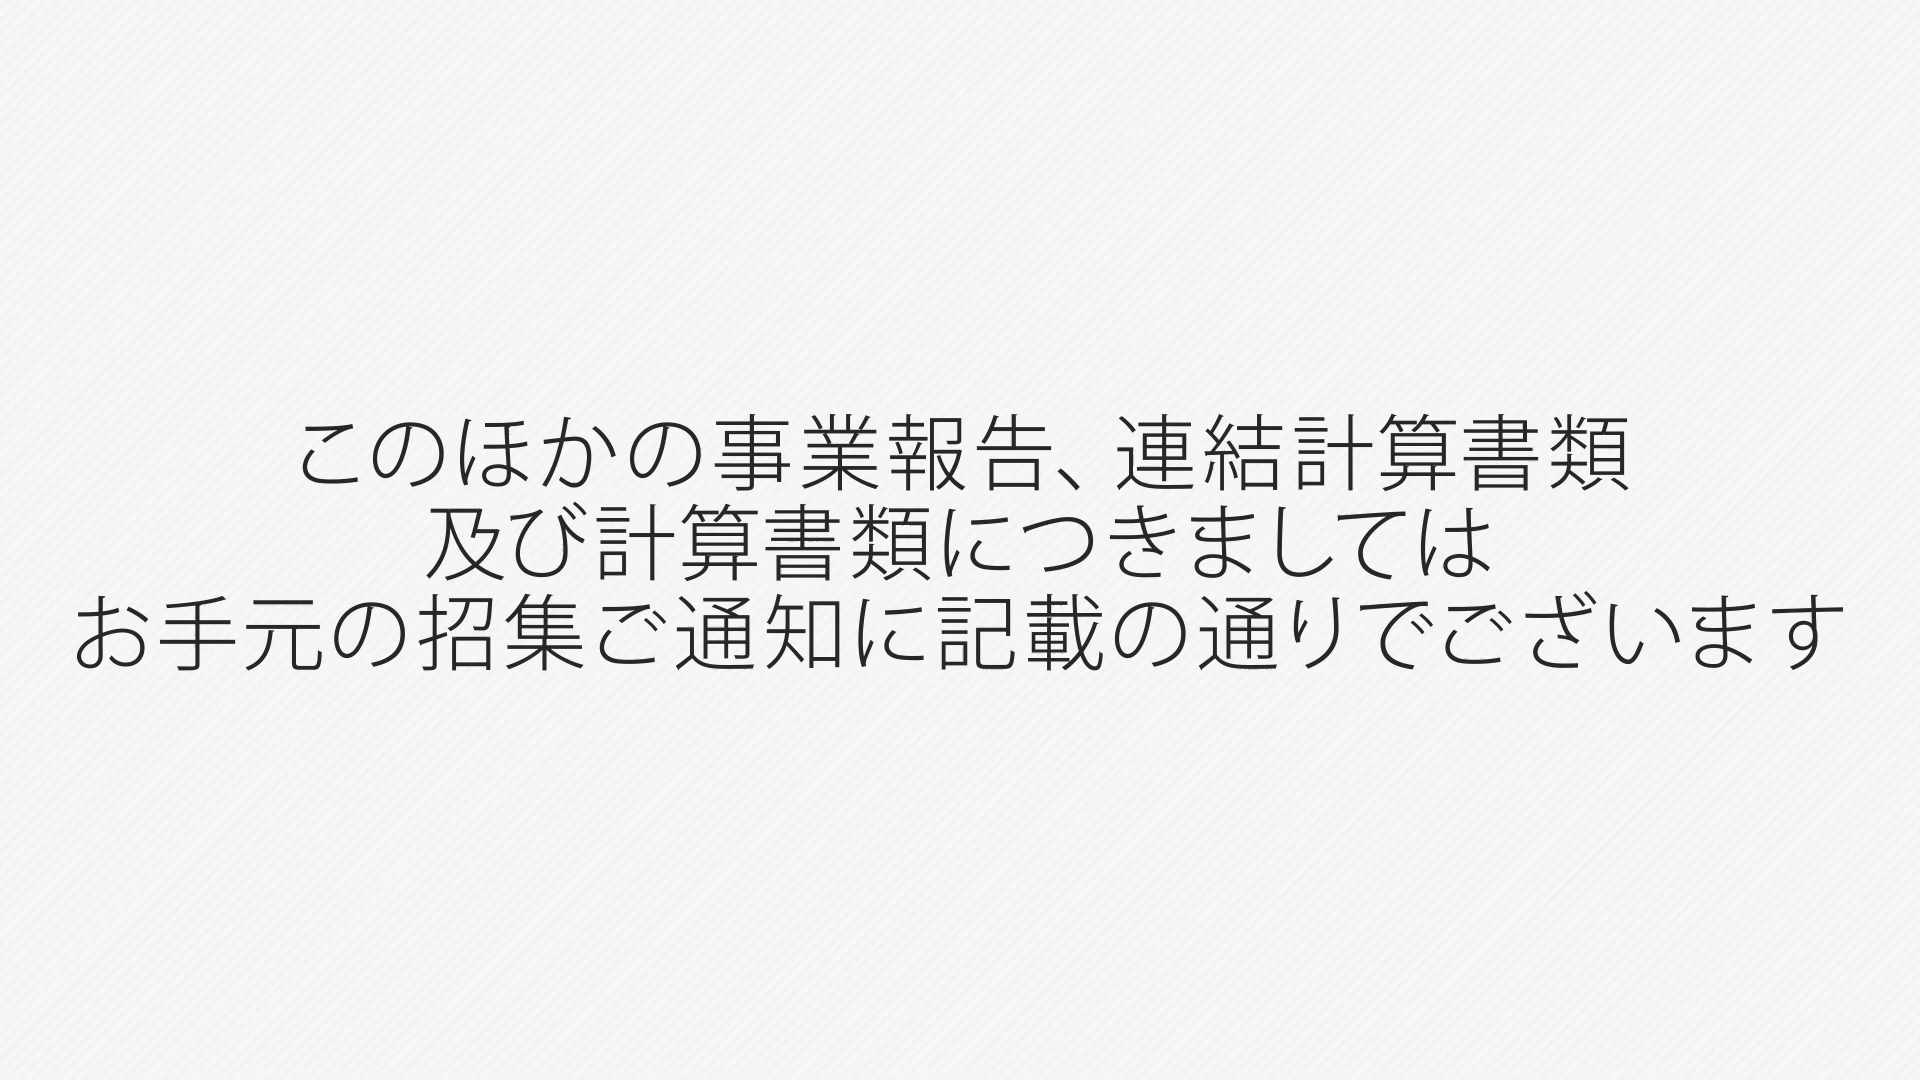 このほかの事業報告、連結計算書類
及び計算書類につきましては
お手元の招集ご通知に記載の通りでございます